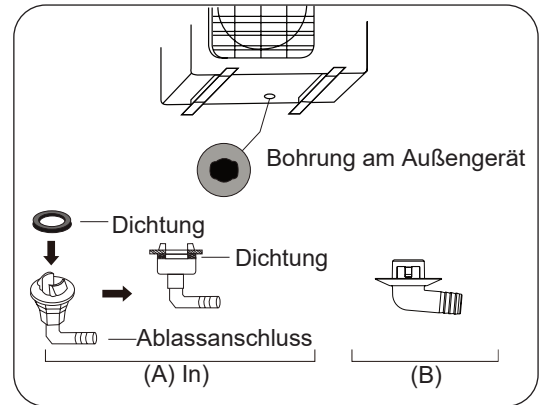 Bohrung am Außengerät
Dichtung
Dichtung
Ablassanschluss
(A) In)
(B)